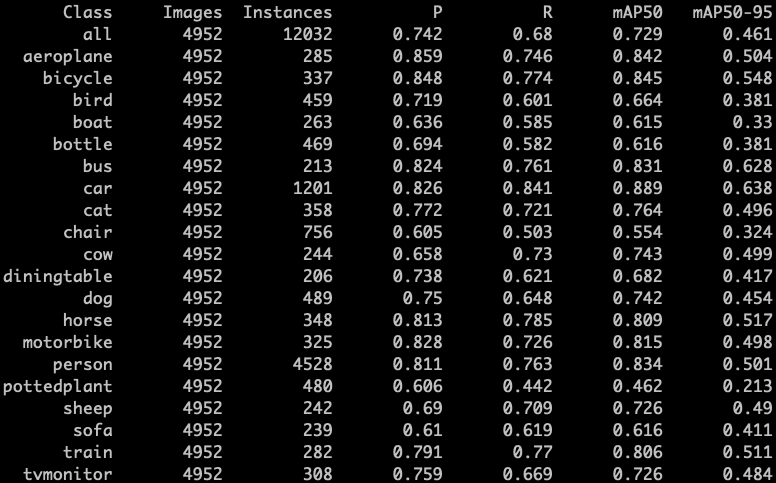 Class Images Instances P R mAP50 mAP50-95
all 4952 12032 0.742 0.68 0.729 0.461
aeroplane 4952 285 0.859 0.746 0.842 0.504
bicycle 4952 337 0.848 0.774 0.845 0.548
bird 4952 459 0.719 0.601 0.664 0.381
boat 4952 263 0.636 0.585 0.615 0.33
bottle 4952 469 0.694 0.582 0.616 0.381
bus 4952 213 0.824 0.761 0.831 0.628
car 4952 1201 0.826 0.841 0.889 0.638
cat 4952 358 0.772 0.721 0.764 0.496
chair 4952 756 0.605 0.503 0.554 0.324
cow 4952 244 0.658 0.73 0.743 0.499
diningtable 4952 206 0.738 0.621 0.682 0.417
dog 4952 489 0.75 0.648 0.742 0.454
horse 4952 348 0.813 0.785 0.809 0.517
motorbike 4952 325 0.828 0.726 0.815 0.498
person 4952 4528 0.811 0.763 0.834 0.501
pottedplant 4952 480 0.606 0.442 0.462 0.213
sheep 4952 242 0.69 0.709 0.726 0.49
sofa 4952 239 0.61 0.619 0.616 0.411
train 4952 282 0.791 0.77 0.806 0.511
tvmonitor 4952 308 0.759 0.669 0.726 0.484